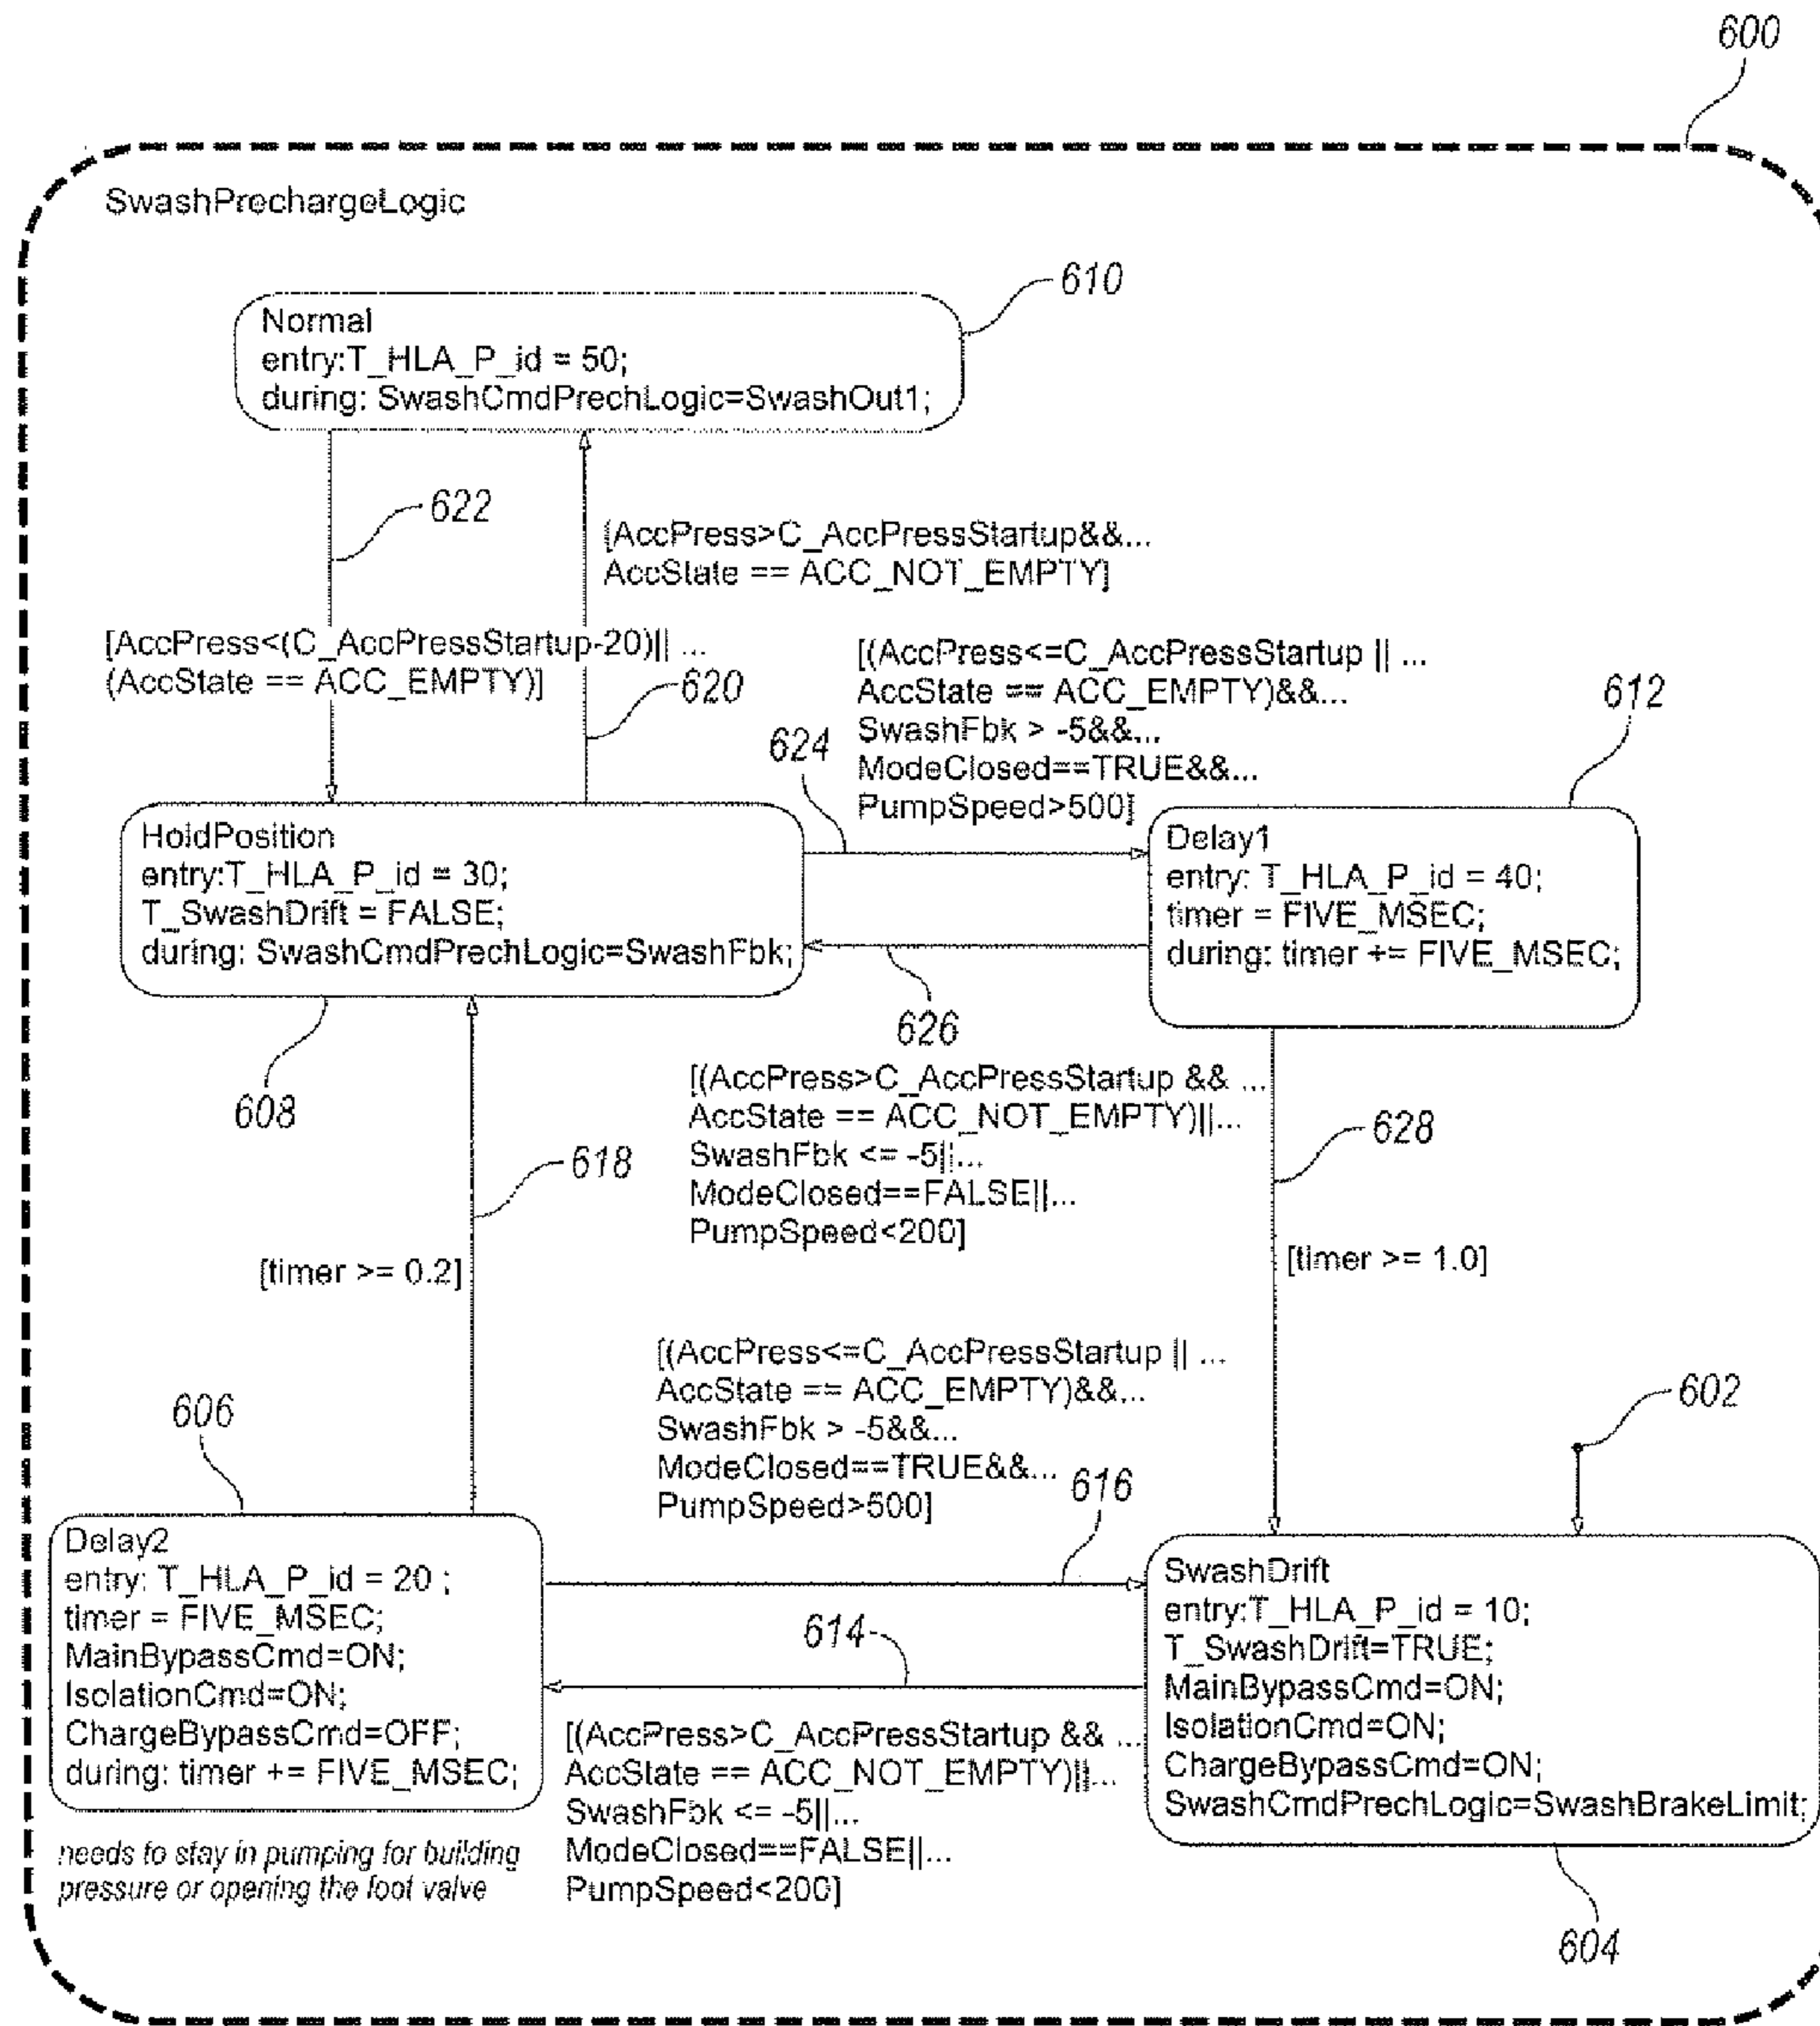 600
SwashPrechargeLogic
610
Normal
entry:T_HLA_P_id = 50;
during: SwashCmdPrechLogic=SwashOut1;
622
[AccPress>C_AccPressStartup&&...
AccState == ACC_NOT_EMPTY]
[AccPress<(C_AccPressStartup-20)|| ...
(AccState == ACC_EMPTY)]
620
[(AccPress<=C_AccPressStartup || ...
AccState == ACC_EMPTY)&&...
SwashFbk > -5&&...
ModeClosed==TRUE&&...
PumpSpeed>500]
624
612
HoldPosition
entry:T_HLA_P_id = 30;
T_SwashDrift = FALSE;
during: SwashCmdPrechLogic=SwashFbk;
Delay1
entry: T_HLA_P_id = 40;
timer = FIVE_MSEC;
during: timer += FIVE_MSEC;
626
608
[(AccPress>C_AccPressStartup && ...
AccState == ACC_NOT_EMPTY)||...
SwashFbk <= -5||...
ModeClosed==FALSE||...
PumpSpeed<200]
618
628
[timer >= 0.2]
[timer >= 1.0]
[(AccPress<=C_AccPressStartup || ...
AccState == ACC_EMPTY)&&...
SwashFbk > -5&&...
ModeClosed==TRUE&&...
PumpSpeed>500]
606
602
616
Delay2
entry: T_HLA_P_id = 20 ;
timer = FIVE_MSEC;
MainBypassCmd=ON;
IsolationCmd=ON;
ChargeBypassCmd=OFF;
during: timer += FIVE_MSEC;
needs to stay in pumping for building
pressure or opening the foot valve
614
[(AccPress>C_AccPressStartup && ...
AccState == ACC_NOT_EMPTY)||...
SwashFbk <= -5||...
ModeClosed==FALSE||...
PumpSpeed<200]
SwashDrift
entry:T_HLA_P_id = 10;
T_SwashDrift=TRUE;
MainBypassCmd=ON;
IsolationCmd=ON;
ChargeBypassCmd=ON;
SwashCmdPrechLogic=SwashBrakeLimit;
604